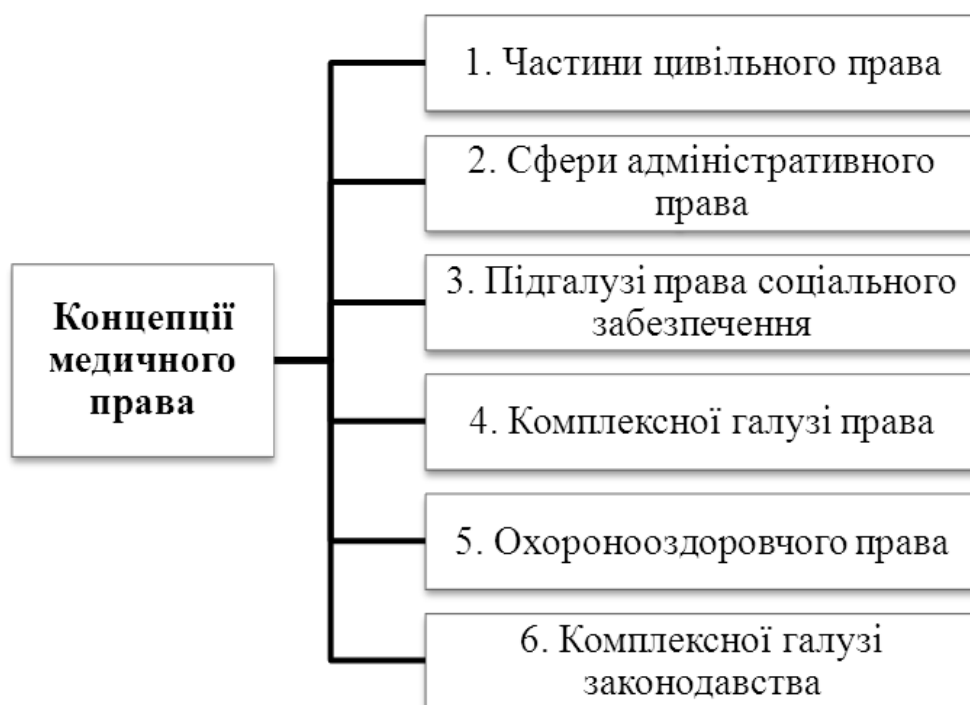 Концепції
медичного
права
1. Частини цивільного права
2. Сфери адміністративного
права
3. Підгалузі права соціального
забезпечення
4. Комплексної галузі права
5. Охоронооздоровчого права
6. Комплексної галузі
законодавства